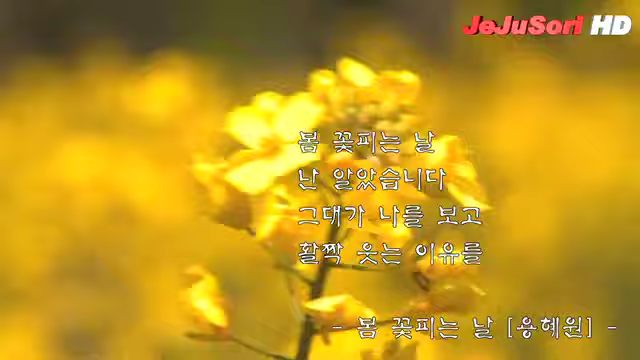 JeJuSori HD
봄 꽃피는 날
난 알았습니다
그대가 나를 보고
활짝 웃는 이유를
- 봄 꽃피는 날 [용혜원] -